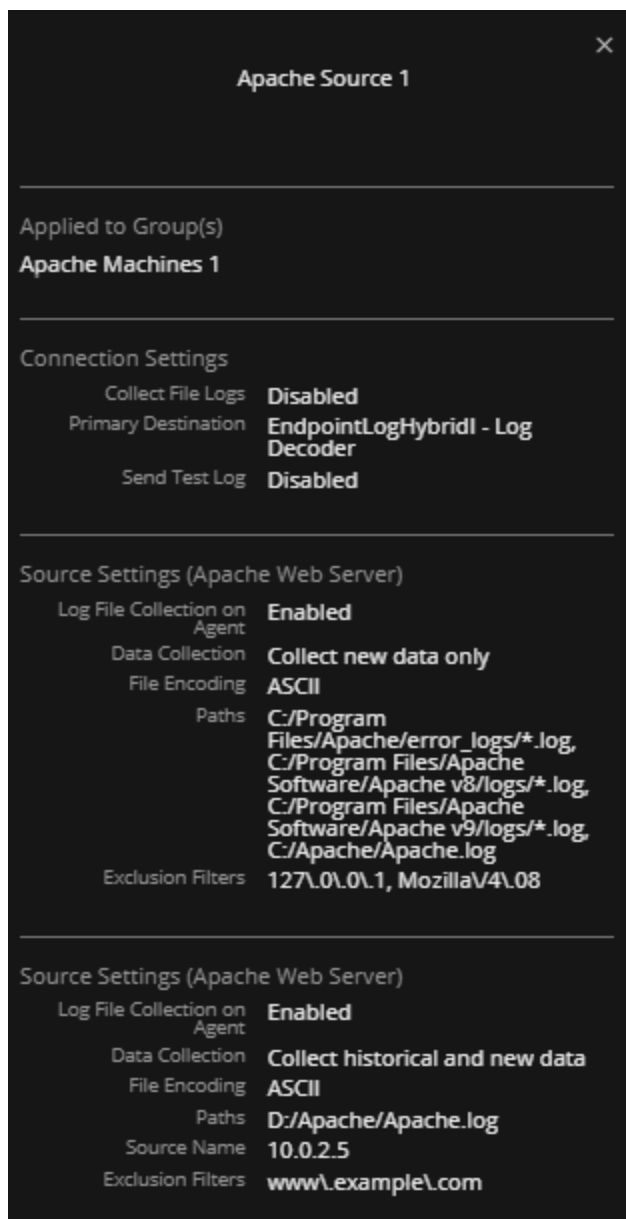 ×
Apache Source 1
Applied to Group(s)
Apache Machines 1
Connection Settings
Collect File Logs Disabled
Primary Destination EndpointLogHybridI - Log
Decoder
Send Test Log Disabled
Source Settings (Apache Web Server)
Log File Collection on Enabled
Agent
Data Collection Collect new data only
File Encoding ASCII
Paths C:/Program
Files/Apache/error_logs/*.log,
C:/Program Files/Apache
Software/Apache v8/logs/*.log,
C:/Program Files/Apache
Software/Apache v9/logs/*.log,
C:/Apache/Apache.log
Exclusion Filters 127\.0\.0\.1, Mozilla\/4\.08
Source Settings (Apache Web Server)
Log File Collection on Enabled
Agent
Data Collection Collect historical and new data
File Encoding ASCII
Paths D:/Apache/Apache.log
Source Name 10.0.2.5
Exclusion Filters www\.example\.com